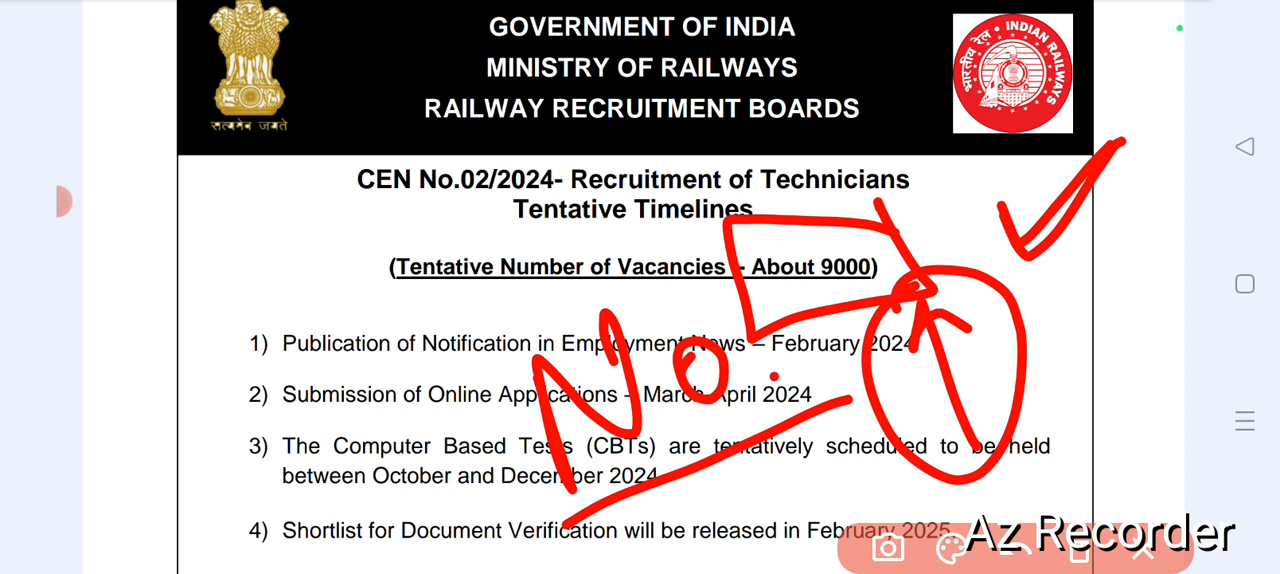 GOVERNMENT OF INDIA
MINISTRY OF RAILWAYS
RAILWAY RECRUITMENT BOARDS
सत्यमेव जयते
भारतीय रेल INDIAN RAILWAYS
CEN No.02/2024- Recruitment of Technicians
Tentative Timelines
(Tentative Number of Vacancies - About 9000)
1) Publication of Notification in Employment News – February 2024
2) Submission of Online Applications – March-April 2024
No.
3) The Computer Based Tests (CBTs) are tentatively scheduled to be held
between October and December 2024
4) Shortlist for Document Verification will be released in February 2025.
Az Recorder